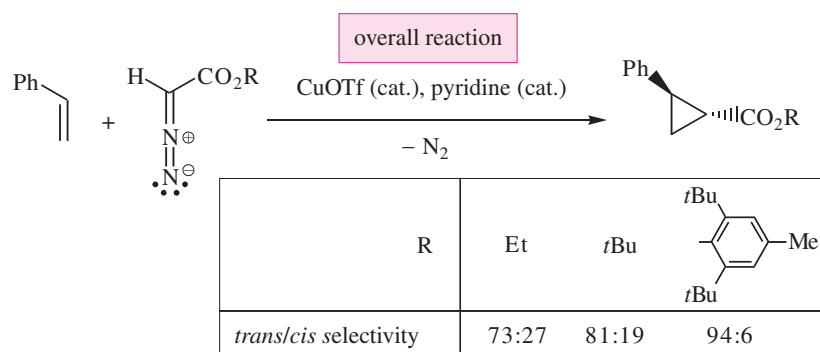 overall reaction
Ph
+
H
CO₂R
N⊕
N⊖
CuOTf (cat.), pyridine (cat.)
– N₂
Ph
CO₂R
R Et tBu tBu Me tBu
trans/cis selectivity 73:27 81:19 94:6